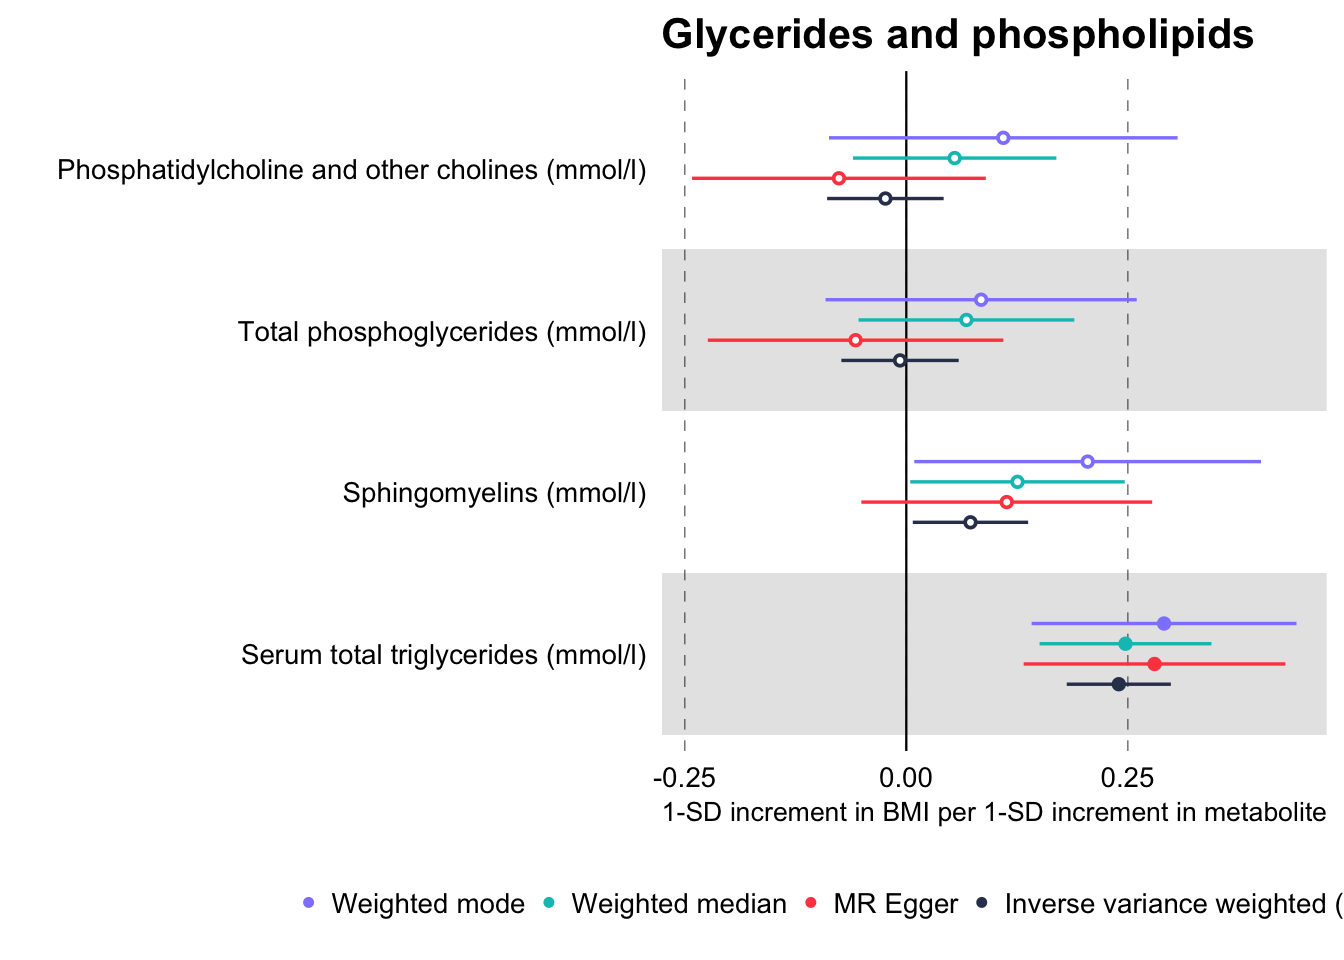 Glycerides and phospholipids
Phosphatidylcholine and other cholines (mmol/l)
Total phosphoglycerides (mmol/l)
Sphingomyelins (mmol/l)
Serum total triglycerides (mmol/l)
-0.25 0.00 0.25
1-SD increment in BMI per 1-SD increment in metabolite
Weighted mode Weighted median MR Egger Inverse variance weighted (